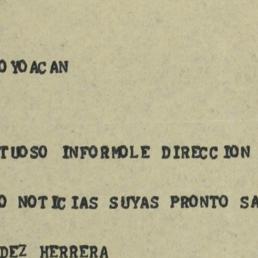 OYOACAN
TUOSO INFORMOLE DIRECCION
O NOTICIAS SUYAS PRONTO SA
DEZ HERRERA